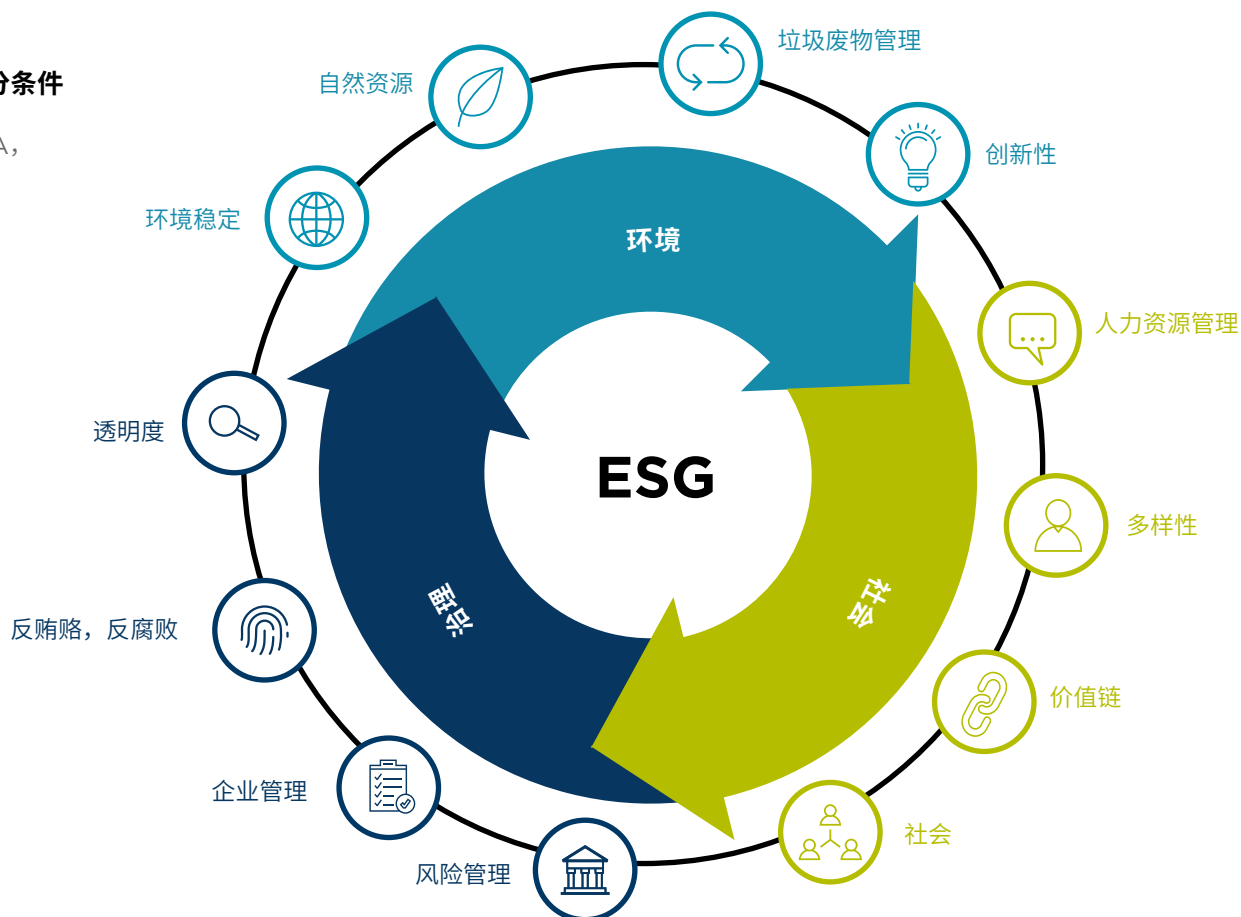 分条件
A，
垃圾废物管理
自然资源
创新性
环境稳定
环境
人力资源管理
透明度
ESG
多样性
社会
治理
反贿赂，反腐败
价值链
企业管理
社会
风险管理